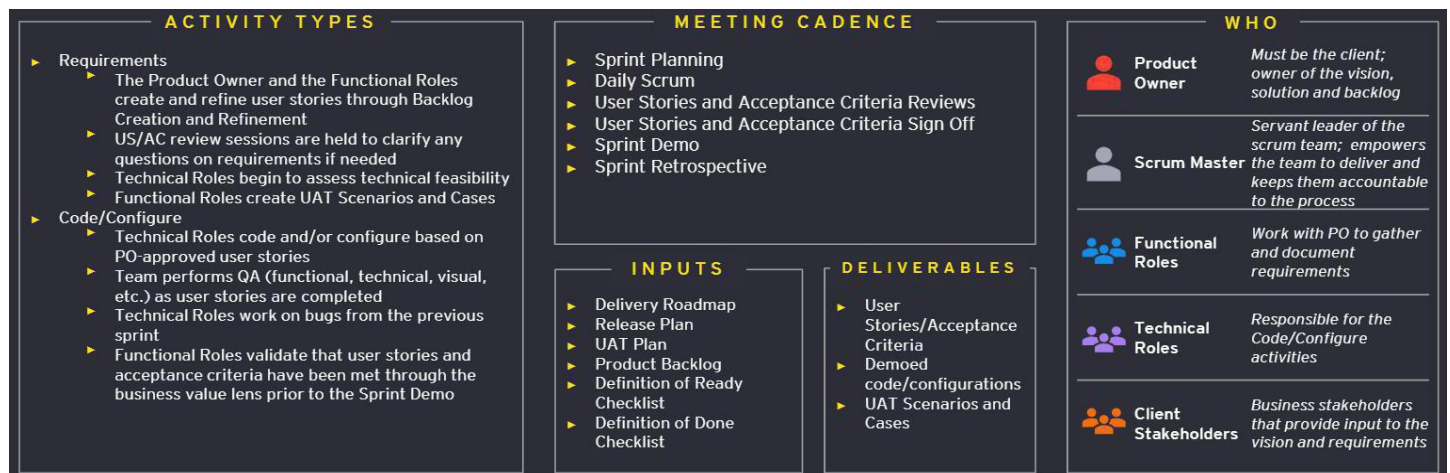 ACTIVITY TYPES
► Requirements
► The Product Owner and the Functional Roles
create and refine user stories through Backlog
Creation and Refinement
► US/AC review sessions are held to clarify any
questions on requirements if needed
► Technical Roles begin to assess technical feasibility
► Functional Roles create UAT Scenarios and Cases
► Code/Configure
► Technical Roles code and/or configure based on
PO-approved user stories
► Team performs QA (functional, technical, visual,
etc.) as user stories are completed
► Technical Roles work on bugs from the previous
sprint
► Functional Roles validate that user stories and
acceptance criteria have been met through the
business value lens prior to the Sprint Demo
MEETING CADENCE
► Sprint Planning
► Daily Scrum
► User Stories and Acceptance Criteria Reviews
► User Stories and Acceptance Criteria Sign Off
► Sprint Demo
► Sprint Retrospective
INPUTS
► Delivery Roadmap
► Release Plan
► UAT Plan
► Product Backlog
► Definition of Ready
Checklist
► Definition of Done
Checklist
DELIVERABLES
► User
Stories/Acceptance
Criteria
► Demoed
code/configurations
► UAT Scenarios and
Cases
WHO
Product
Owner
Must be the client;
owner of the vision,
solution and backlog
Scrum Master
Servant leader of the
scrum team; empowers
the team to deliver and
keeps them accountable
to the process
Functional
Roles
Work with PO to gather
and document
requirements
Technical
Roles
Responsible for the
Code/Configure
activities
Client
Stakeholders
Business stakeholders
that provide input to the
vision and requirements